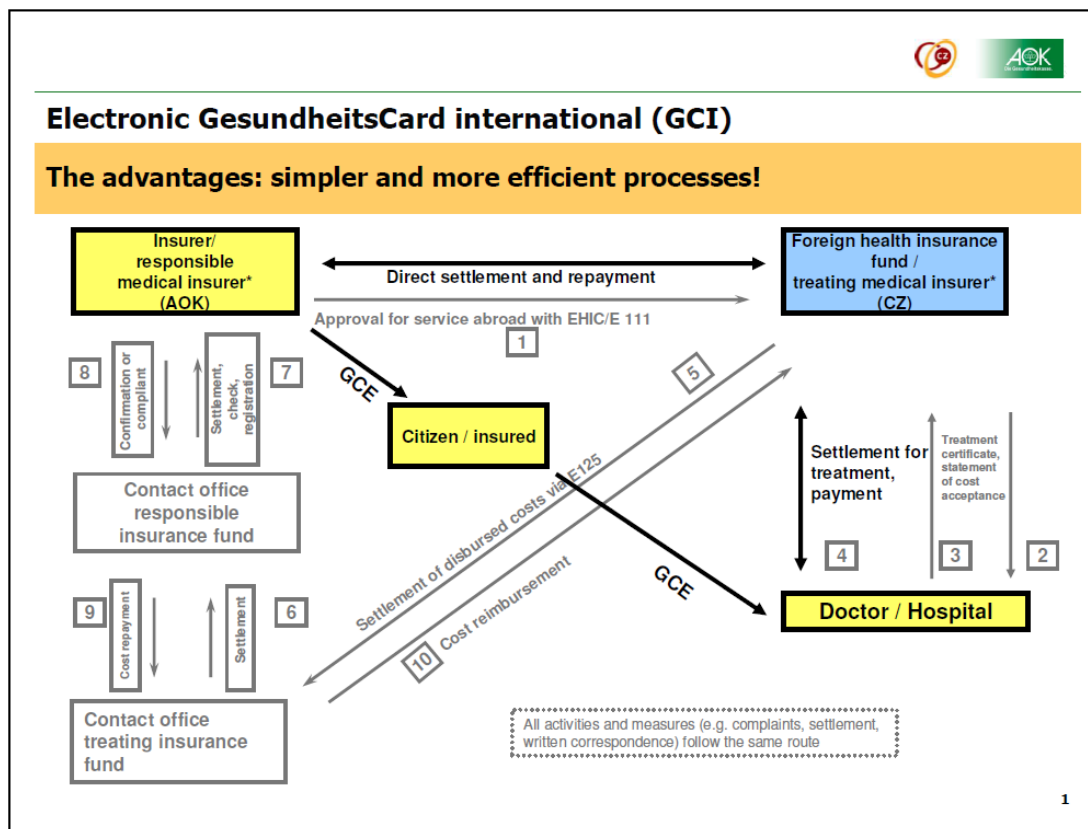 CZ
AOK
Die Gesundheitskasse
Electronic GesundheitsCard international (GCI)
The advantages: simpler and more efficient processes!
Insurer/
responsible
medical insurer*
(AOK)
Direct settlement and repayment
Foreign health insurance
fund /
treating medical insurer*
(CZ)
Approval for service abroad with EHIC/E 111
1
8
Confirmation or
compliant
Settlement,
check,
registration
7
GCE
5
Citizen / insured
Settlement for
treatment,
payment
Treatment
certificate,
statement
of cost
acceptance
Contact office
responsible
insurance fund
Settlement of disbursed costs via E125
4
3
2
GCE
9
Cost repayment
Settlement
6
10
Cost reimbursement
Doctor / Hospital
Contact office
treating insurance
fund
All activities and measures (e.g. complaints, settlement,
written correspondence) follow the same route
1